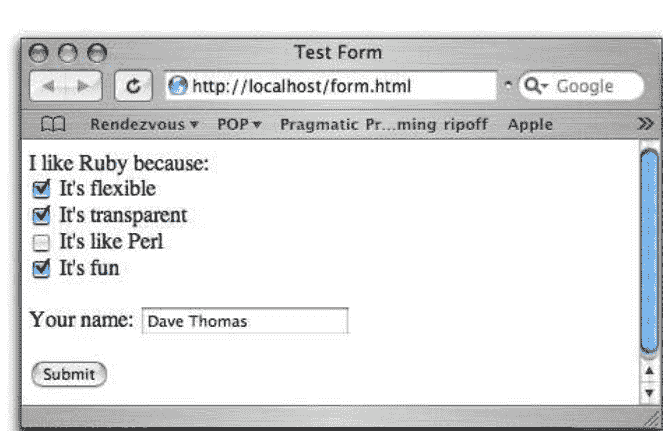 Test Form
http://localhost/form.html
Google
Rendezvous POP Pragmatic Pr...ming ripoff Apple
I like Ruby because:
It's flexible
It's transparent
It's like Perl
It's fun
Your name: Dave Thomas
Submit